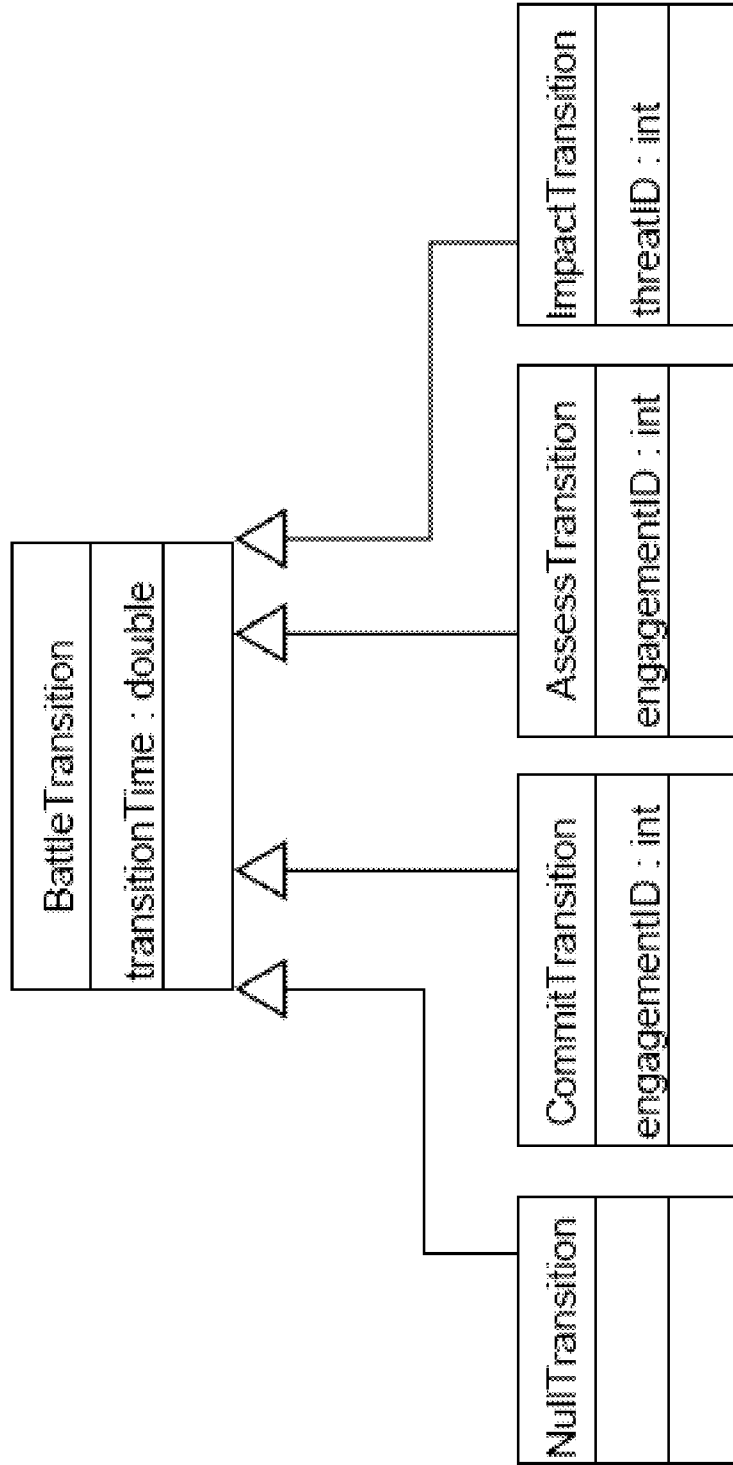 BattleTransition
transitionTime : double
NullTransition
CommitTransition
engagementID : int
AssessTransition
engagementID : int
ImpactTransition
threatID : int